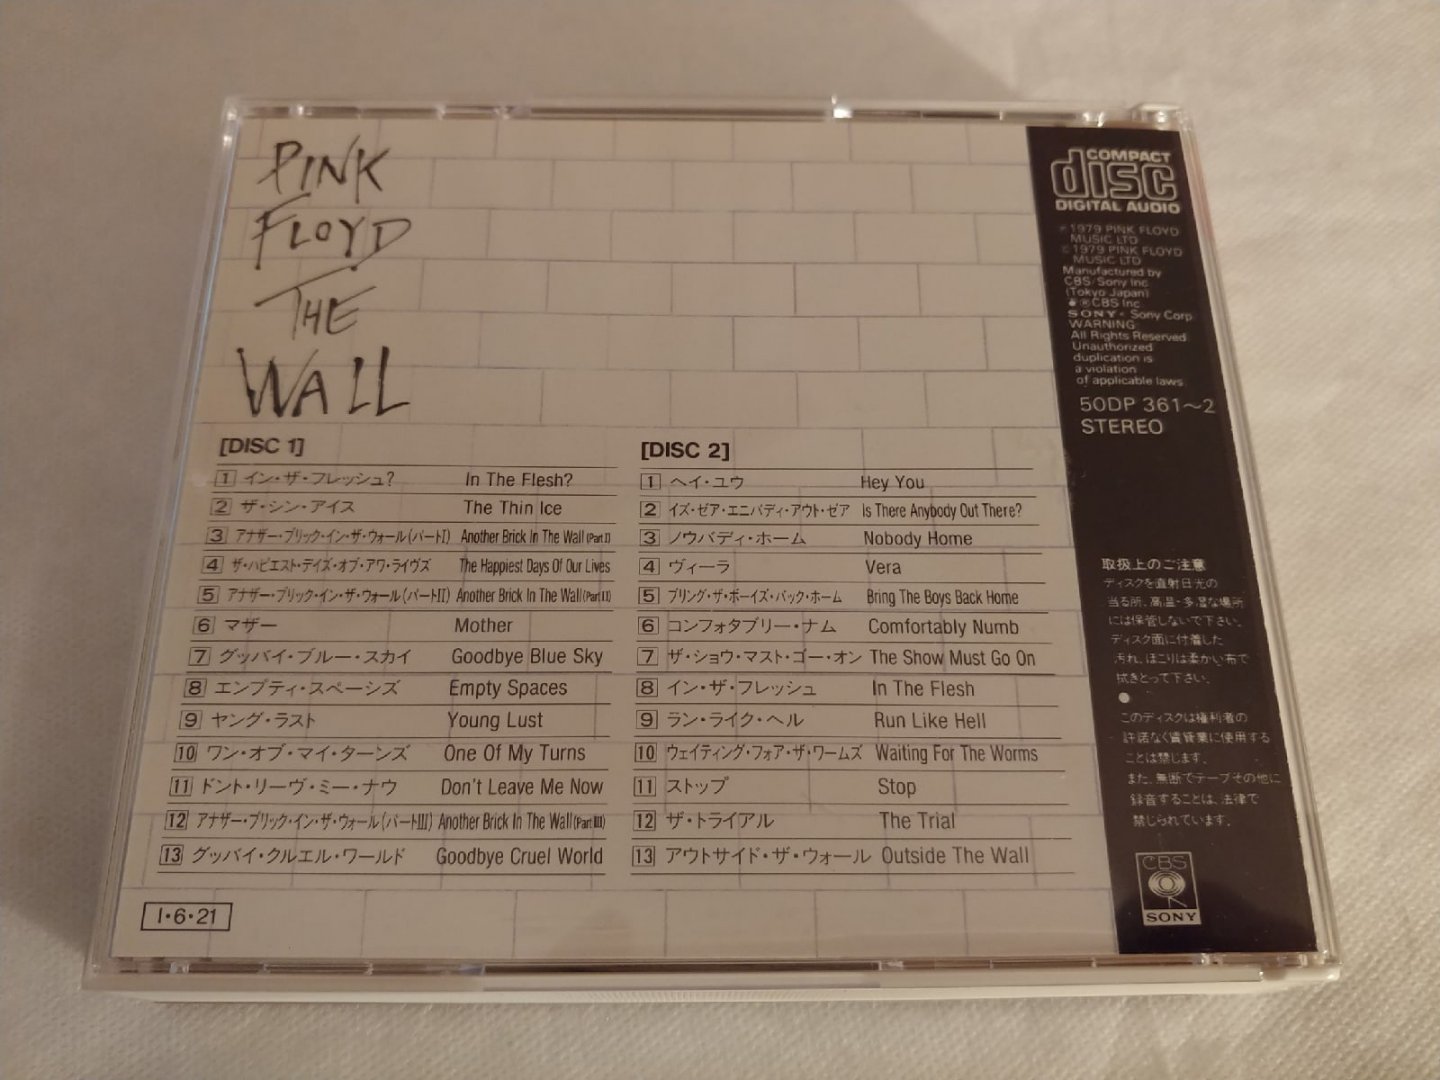 PINK
FLOYD
THE
WALL
[DISC 1]
1 イン・ザ・フレッシュ? In The Flesh?
2 ザ・シン・アイス The Thin Ice
3 アナザー・ブリック・イン・ザ・ウォール(パートI) Another Brick In The Wall (Part I)
4 ザ・ハピエスト・デイズ・オブ・アワ・ライヴズ The Happiest Days Of Our Lives
5 アナザー・ブリック・イン・ザ・ウォール(パートII) Another Brick In The Wall (Part II)
6 マザー Mother
7 グッバイ・ブルー・スカイ Goodbye Blue Sky
8 エンプティ・スペーシズ Empty Spaces
9 ヤング・ラスト Young Lust
10 ワン・オブ・マイ・ターンズ One Of My Turns
11 ドント・リーヴ・ミー・ナウ Don't Leave Me Now
12 アナザー・ブリック・イン・ザ・ウォール(パートIII) Another Brick In The Wall (Part III)
13 グッバイ・クルエル・ワールド Goodbye Cruel World
1・6・21
[DISC 2]
1 ヘイ・ユウ Hey You
2 イズ・ゼア・エニバディ・アウト・ゼア Is There Anybody Out There?
3 ノウバディ・ホーム Nobody Home
4 ヴィーラ Vera
5 ブリング・ザ・ボーイズ・バック・ホーム Bring The Boys Back Home
6 コンフォタブリー・ナム Comfortably Numb
7 ザ・ショウ・マスト・ゴー・オン The Show Must Go On
8 イン・ザ・フレッシュ In The Flesh
9 ラン・ライク・ヘル Run Like Hell
10 ウェイティング・フォア・ザ・ワームズ Waiting For The Worms
11 ストップ Stop
12 ザ・トライアル The Trial
13 アウトサイド・ザ・ウォール Outside The Wall
COMPACT
disc
DIGITAL AUDIO
℗1979 PINK FLOYD
MUSIC LTD
©1979 PINK FLOYD
MUSIC LTD
Manufactured by
CBS/Sony Inc
(Tokyo Japan)
®CBS Inc
SONY® Sony Corp
WARNING:
All Rights Reserved
Unauthorized
duplication is
a violation
of applicable laws
50DP 361～2
STEREO
取扱上のご注意
ディスクを直射日光の
当る所、高温・多湿な場所
には保管しないで下さい。
ディスク面に付着した
汚れ、ほこりは柔かい布で
拭きとって下さい。
●
このディスクは権利者の
許諾なく賃貸業に使用する
ことは禁じます。
また、無断でテープその他に
録音することは、法律で
禁じられています。
CBS
SONY